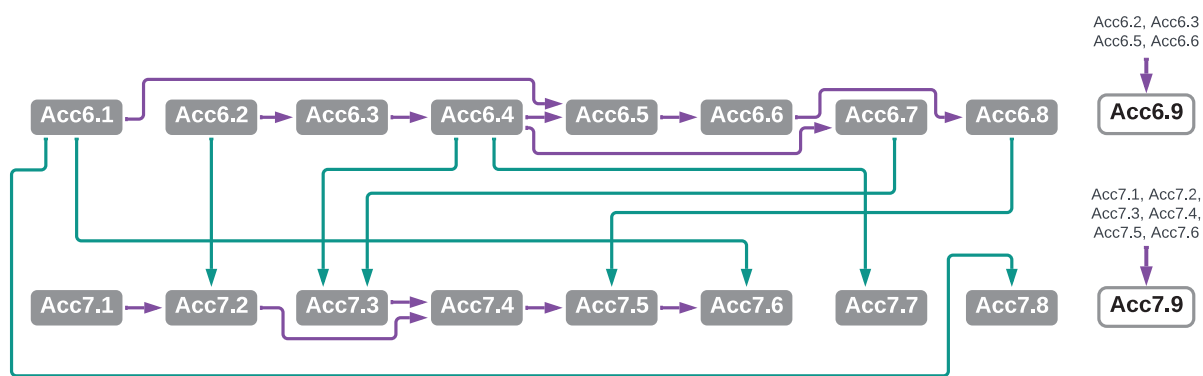 Acc6.2, Acc6.3
Acc6.5, Acc6.6
Acc6.1 Acc6.2 Acc6.3 Acc6.4 Acc6.5 Acc6.6 Acc6.7 Acc6.8 Acc6.9
Acc7.1, Acc7.2,
Acc7.3, Acc7.4,
Acc7.5, Acc7.6
Acc7.1 Acc7.2 Acc7.3 Acc7.4 Acc7.5 Acc7.6 Acc7.7 Acc7.8 Acc7.9